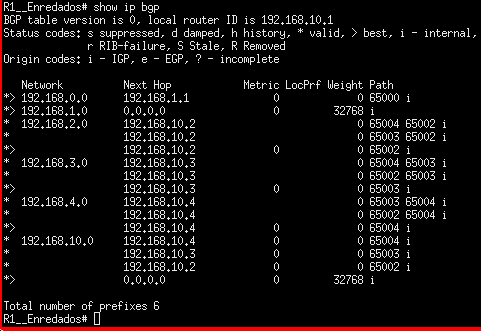 R1__Enredados# show ip bgp
BGP table version is 0, local router ID is 192.168.10.1
Status codes: s suppressed, d damped, h history, * valid, > best, i - internal,
              r RIB-failure, S Stale, R Removed
Origin codes: i - IGP, e - EGP, ? - incomplete

   Network          Next Hop            Metric LocPrf Weight Path
*> 192.168.0.0      192.168.1.1              0             0 65000 i
*> 192.168.1.0      0.0.0.0                  0         32768 i
*  192.168.2.0      192.168.10.2                           0 65004 65002 i
*                   192.168.10.2                           0 65003 65002 i
*>                  192.168.10.2             0             0 65002 i
*  192.168.3.0      192.168.10.3                           0 65004 65003 i
*                   192.168.10.3                           0 65002 65003 i
*>                  192.168.10.3             0             0 65003 i
*  192.168.4.0      192.168.10.4                           0 65003 65004 i
*                   192.168.10.4                           0 65002 65004 i
*>                  192.168.10.4             0             0 65004 i
*  192.168.10.0     192.168.10.4             0             0 65004 i
*                   192.168.10.3             0             0 65003 i
*                   192.168.10.2             0             0 65002 i
*>                  0.0.0.0                  0         32768 i

Total number of prefixes 6
R1__Enredados#